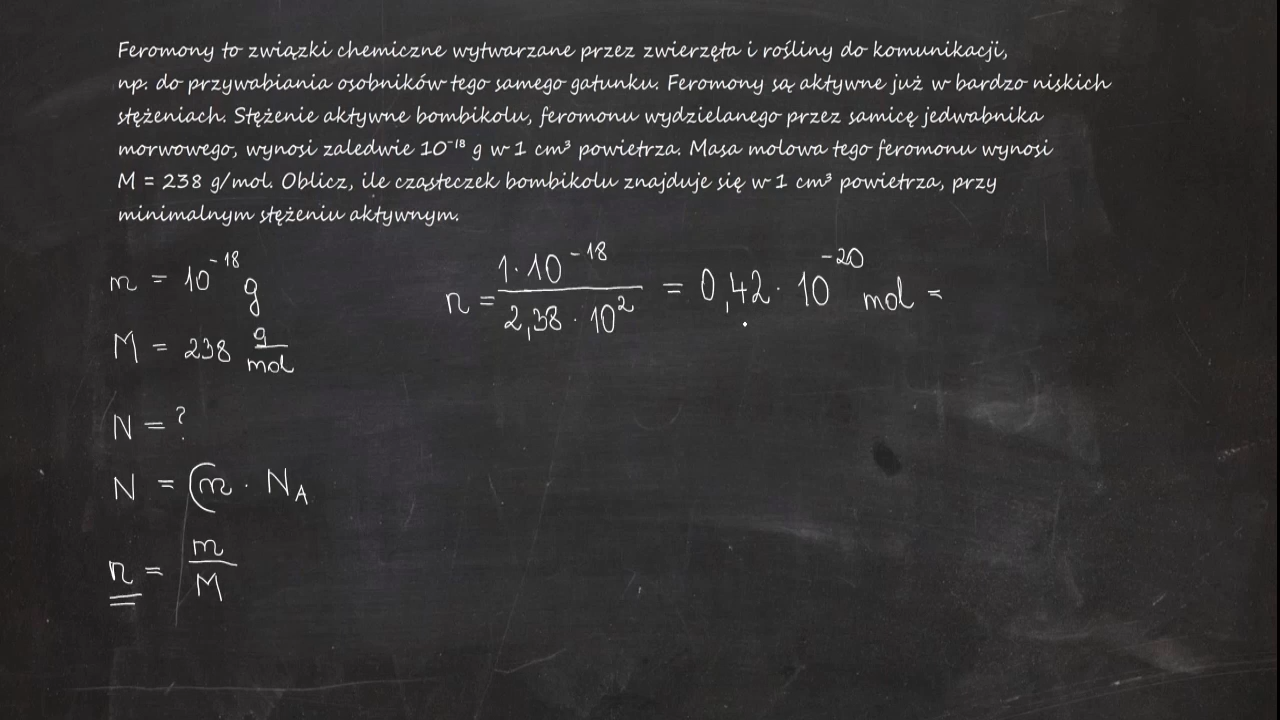 Feromony to związki chemiczne wytwarzane przez zwierzęta i rośliny do komunikacji,
np. do przywabiania osobników tego samego gatunku. Feromony są aktywne już w bardzo niskich
stężeniach. Stężenie aktywne bombikolu, feromonu wydzielanego przez samicę jedwabnika
morwowego, wynosi zaledwie 10⁻¹⁸ g w 1 cm³ powietrza. Masa molowa tego feromonu wynosi
M = 238 g/mol. Oblicz, ile cząsteczek bombikolu znajduje się w 1 cm³ powietrza, przy
minimalnym stężeniu aktywnym.
m = 10⁻¹⁸ g
M = 238 g/mol
N = ?
N = (n · N_A
n = m/M
n = 1·10⁻¹⁸ / 2,38 · 10² = 0,42 · 10⁻²⁰ mol =